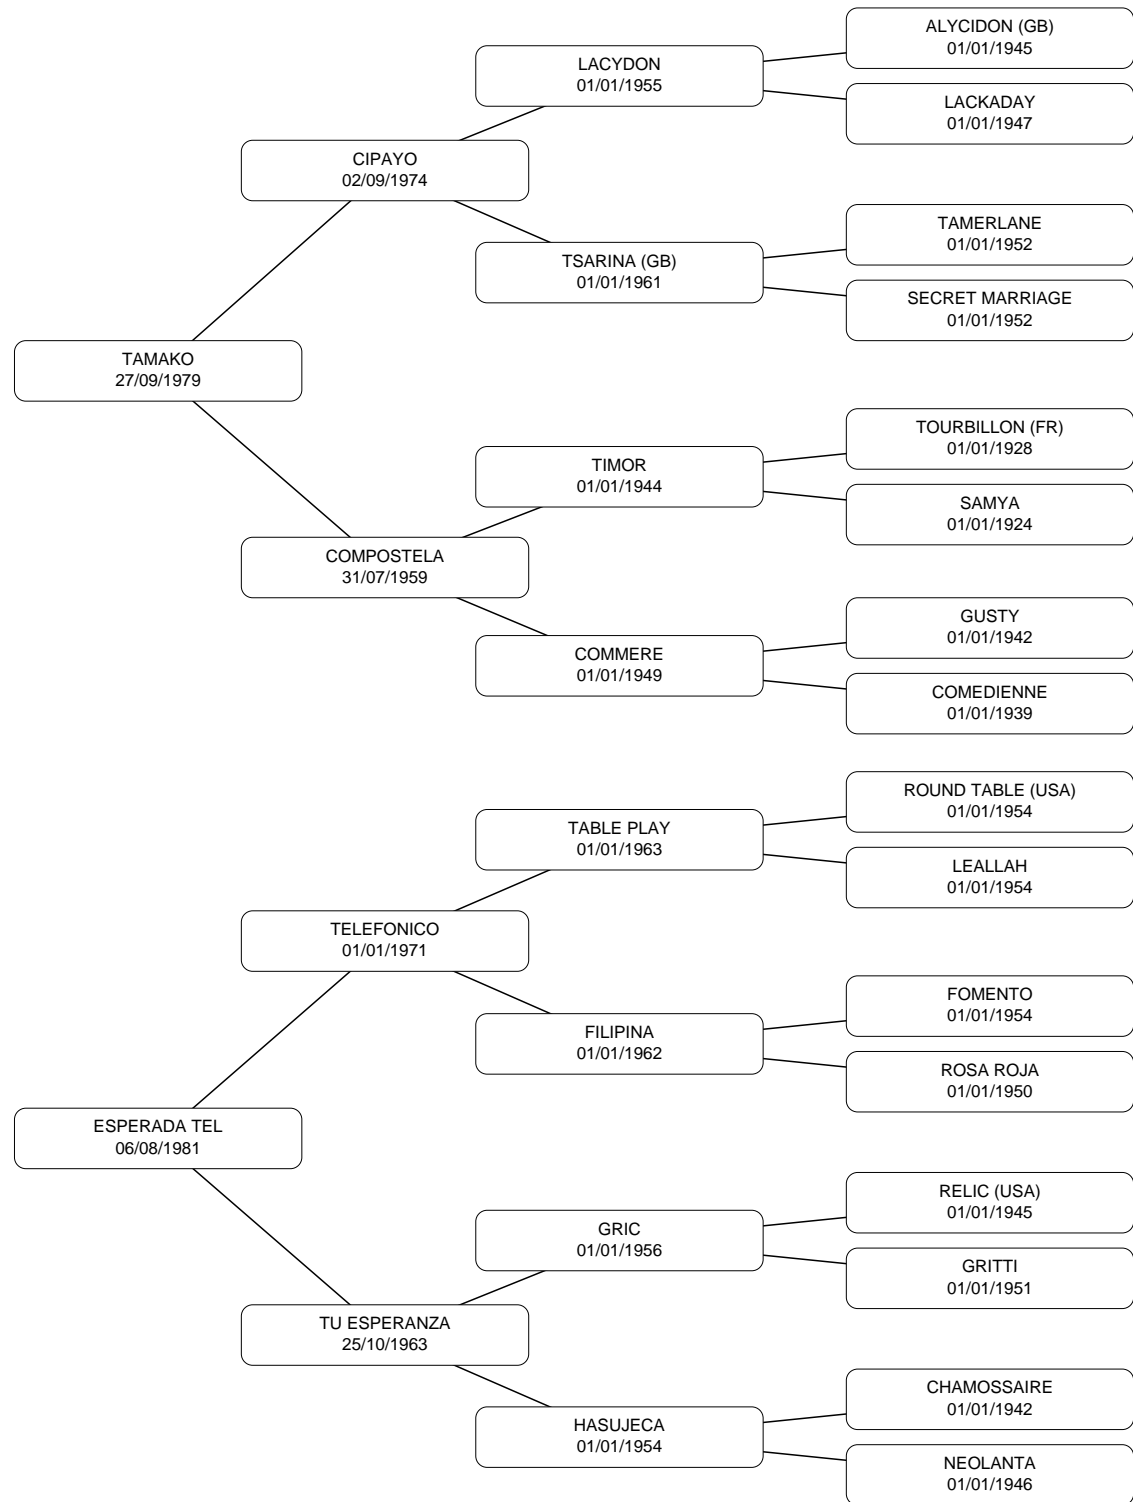 ALYCIDON (GB)
01/01/1945
LACYDON
01/01/1955
LACKADAY
01/01/1947
CIPAYO
02/09/1974
TAMERLANE
01/01/1952
TSARINA (GB)
01/01/1961
SECRET MARRIAGE
01/01/1952
TAMAKO
27/09/1979
TOURBILLON (FR)
01/01/1928
TIMOR
01/01/1944
SAMYA
01/01/1924
COMPOSTELA
31/07/1959
GUSTY
01/01/1942
COMMERE
01/01/1949
COMEDIENNE
01/01/1939
ROUND TABLE (USA)
01/01/1954
TABLE PLAY
01/01/1963
LEALLAH
01/01/1954
TELEFONICO
01/01/1971
FOMENTO
01/01/1954
FILIPINA
01/01/1962
ROSA ROJA
01/01/1950
ESPERADA TEL
06/08/1981
RELIC (USA)
01/01/1945
GRIC
01/01/1956
GRITTI
01/01/1951
TU ESPERANZA
25/10/1963
CHAMOSSAIRE
01/01/1942
HASUJECA
01/01/1954
NEOLANTA
01/01/1946